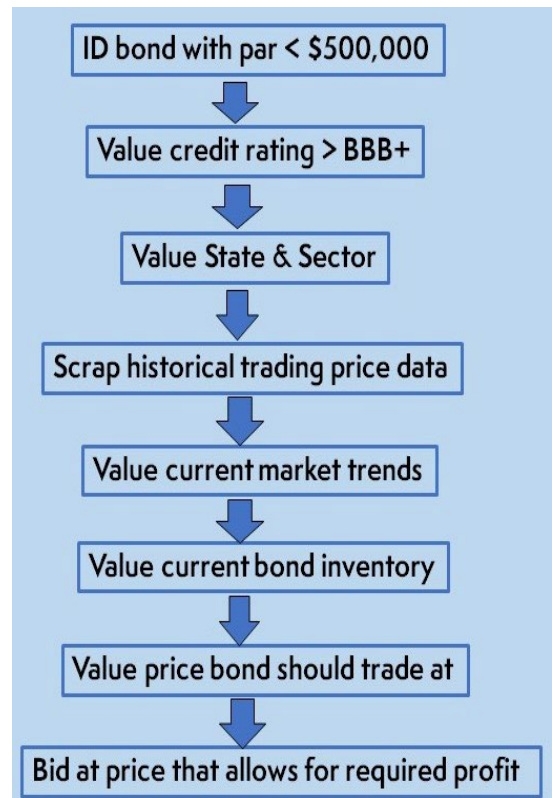 ID bond with par < $500,000
Value credit rating > BBB+
Value State & Sector
Scrap historical trading price data
Value current market trends
Value current bond inventory
Value price bond should trade at
Bid at price that allows for required profit